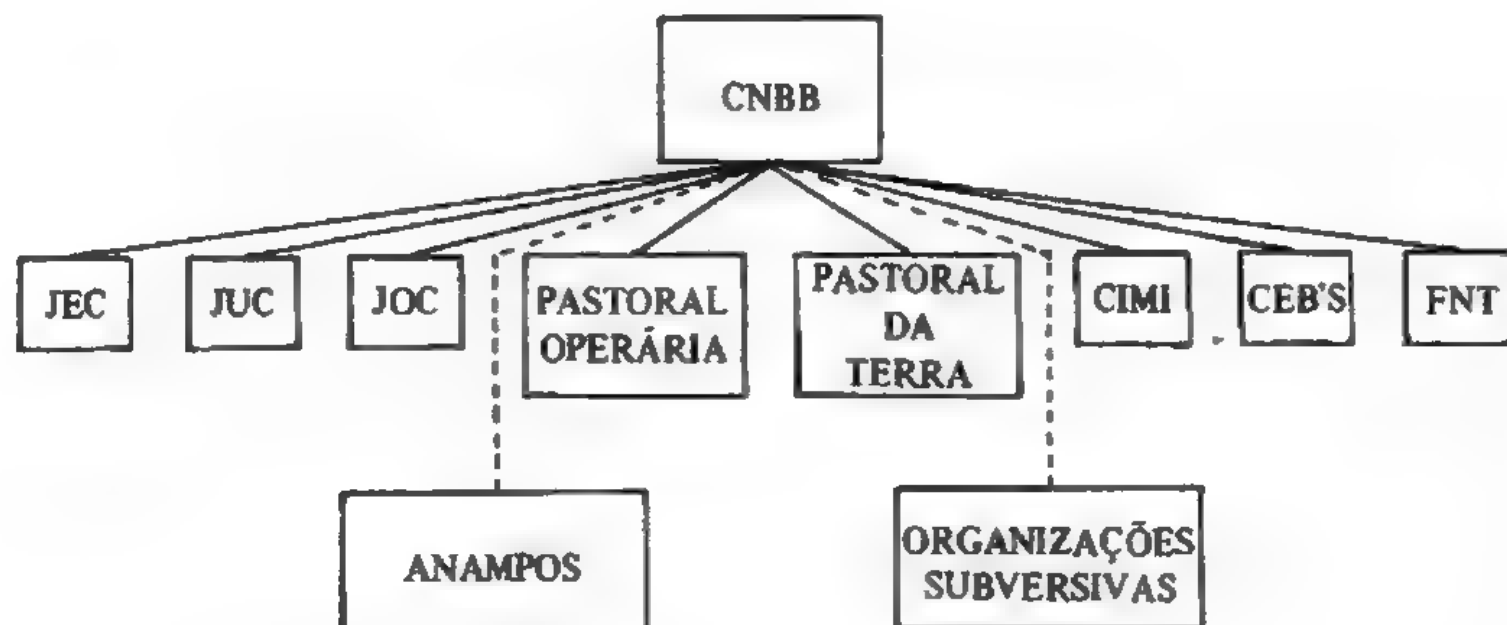 CNBB
JEC
JUC
JOC
PASTORAL
OPERÁRIA
PASTORAL
DA
TERRA
CIMI
CEB'S
FNT
ANAMPOS
ORGANIZAÇÕES
SUBVERSIVAS